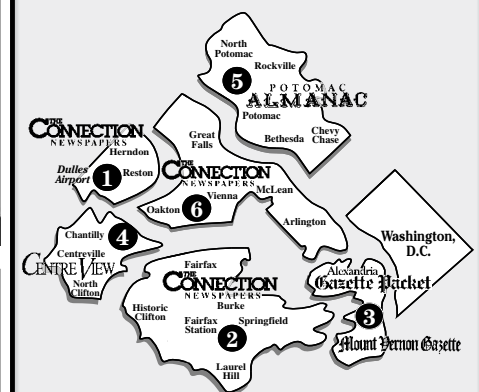 North
Potomac
Rockville
5
POTOMAC
ALMANAC
Potomac
Bethesda
Chevy
Chase
THE
CONNECTION
NEWSPAPERS
Herndon
Dulles
Airport
1
Reston
Great
Falls
THE
CONNECTION
NEWSPAPERS
McLean
Vienna
Oakton
6
Arlington
Washington,
D.C.
Chantilly
4
Centreville
CENTRE VIEW
North
Clifton
Fairfax
THE
CONNECTION
NEWSPAPERS
Burke
Historic
Clifton
Fairfax
Station
Springfield
2
Laurel
Hill
Alexandria
Gazette Packet
3
Mount Vernon Gazette